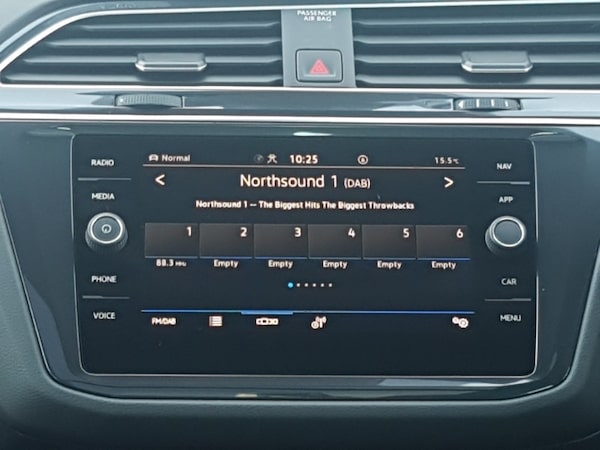 PASSENGER
AIR BAG
RADIO
MEDIA
PHONE
VOICE
Normal
10:25
15.5°C
< Northsound 1 (DAB) >
Northsound 1 — The Biggest Hits The Biggest Throwbacks
1 2 3 4 5 6
88.3 MHz Empty Empty Empty Empty Empty
FM/DAB
NAV
APP
CAR
MENU